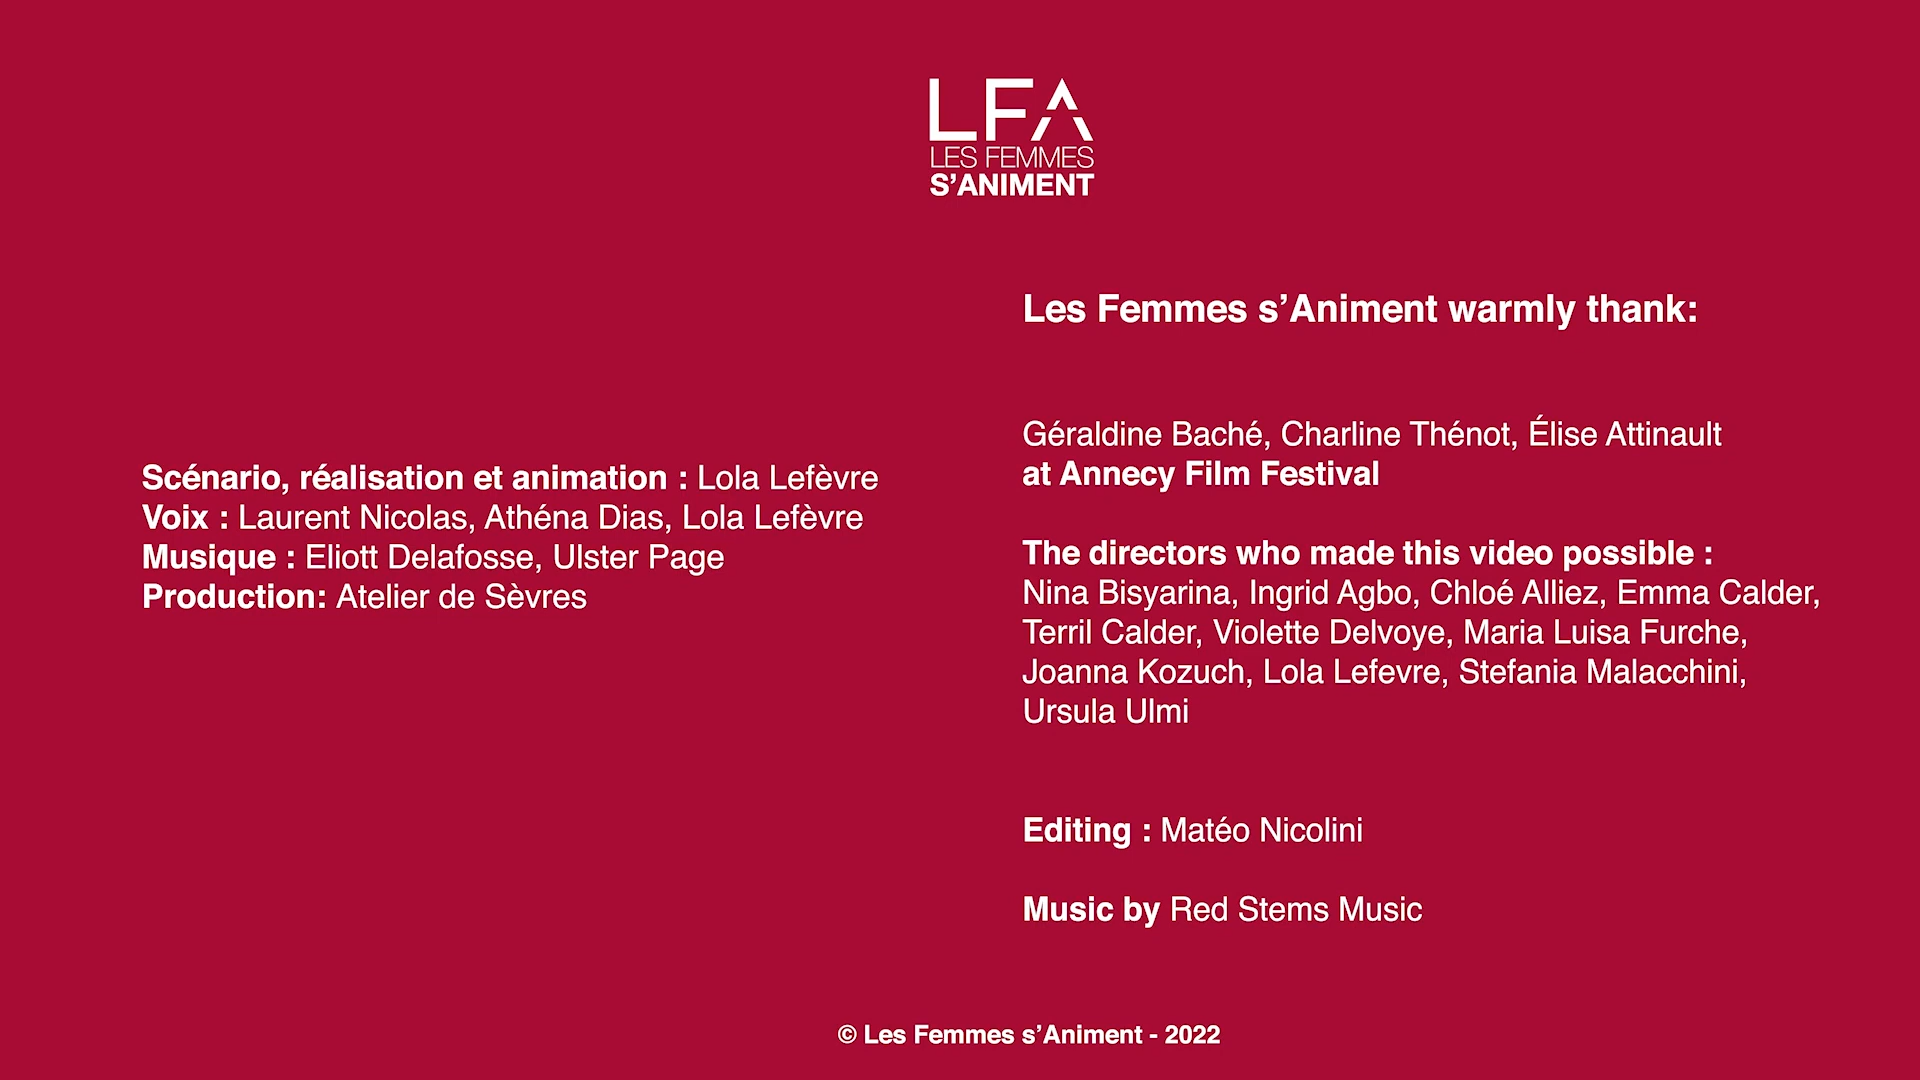 LFA
LES FEMMES
S’ANIMENT
Scénario, réalisation et animation : Lola Lefèvre
Voix : Laurent Nicolas, Athéna Dias, Lola Lefèvre
Musique : Eliott Delafosse, Ulster Page
Production: Atelier de Sèvres
Les Femmes s’Animent warmly thank:
Géraldine Baché, Charline Thénot, Élise Attinault
at Annecy Film Festival
The directors who made this video possible :
Nina Bisyarina, Ingrid Agbo, Chloé Alliez, Emma Calder,
Terril Calder, Violette Delvoye, Maria Luisa Furche,
Joanna Kozuch, Lola Lefevre, Stefania Malacchini,
Ursula Ulmi
Editing : Matéo Nicolini
Music by Red Stems Music
© Les Femmes s’Animent - 2022